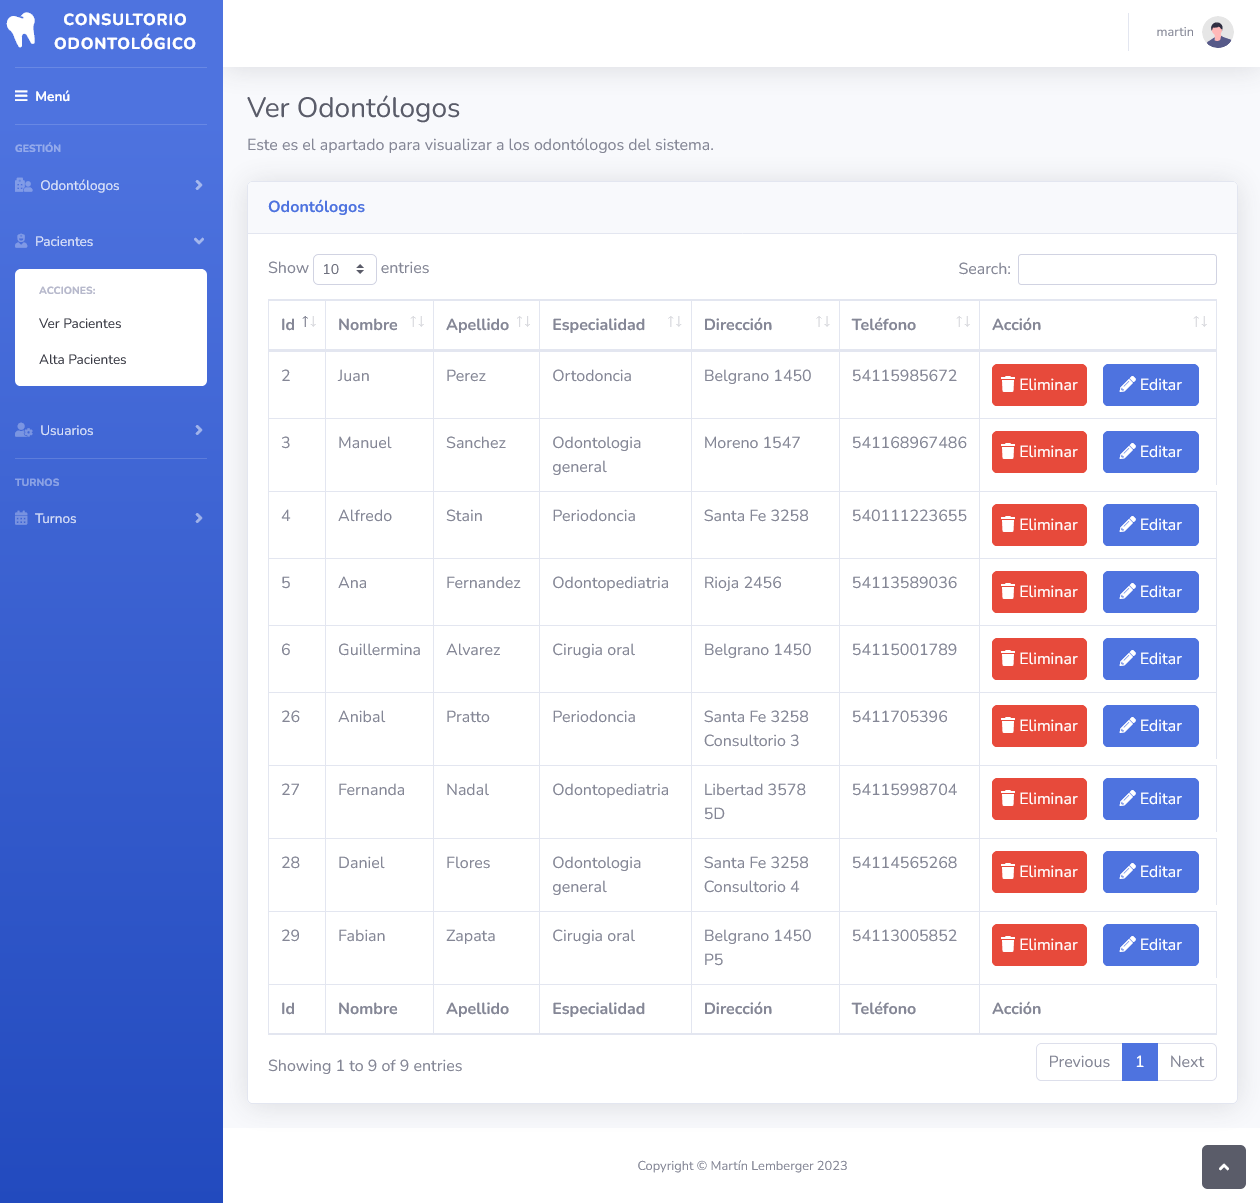 CONSULTORIO
ODONTOLÓGICO
Menú
GESTIÓN
Odontólogos
Pacientes
ACCIONES:
Ver Pacientes
Alta Pacientes
Usuarios
TURNOS
Turnos
martin
Ver Odontólogos
Este es el apartado para visualizar a los odontólogos del sistema.
Odontólogos
Show 10 entries
Search:
Id Nombre Apellido Especialidad Dirección Teléfono Acción
2 Juan Perez Ortodoncia Belgrano 1450 54115985672 Eliminar Editar
3 Manuel Sanchez Odontologia Moreno 1547 541168967486 Eliminar Editar
general
4 Alfredo Stain Periodoncia Santa Fe 3258 540111223655 Eliminar Editar
5 Ana Fernandez Odontopediatria Rioja 2456 54113589036 Eliminar Editar
6 Guillermina Alvarez Cirugia oral Belgrano 1450 54115001789 Eliminar Editar
26 Anibal Pratto Periodoncia Santa Fe 3258 5411705396 Eliminar Editar
Consultorio 3
27 Fernanda Nadal Odontopediatria Libertad 3578 54115998704 Eliminar Editar
5D
28 Daniel Flores Odontologia Santa Fe 3258 54114565268 Eliminar Editar
general Consultorio 4
29 Fabian Zapata Cirugia oral Belgrano 1450 54113005852 Eliminar Editar
P5
Id Nombre Apellido Especialidad Dirección Teléfono Acción
Showing 1 to 9 of 9 entries
Previous 1 Next
Copyright © Martín Lemberger 2023